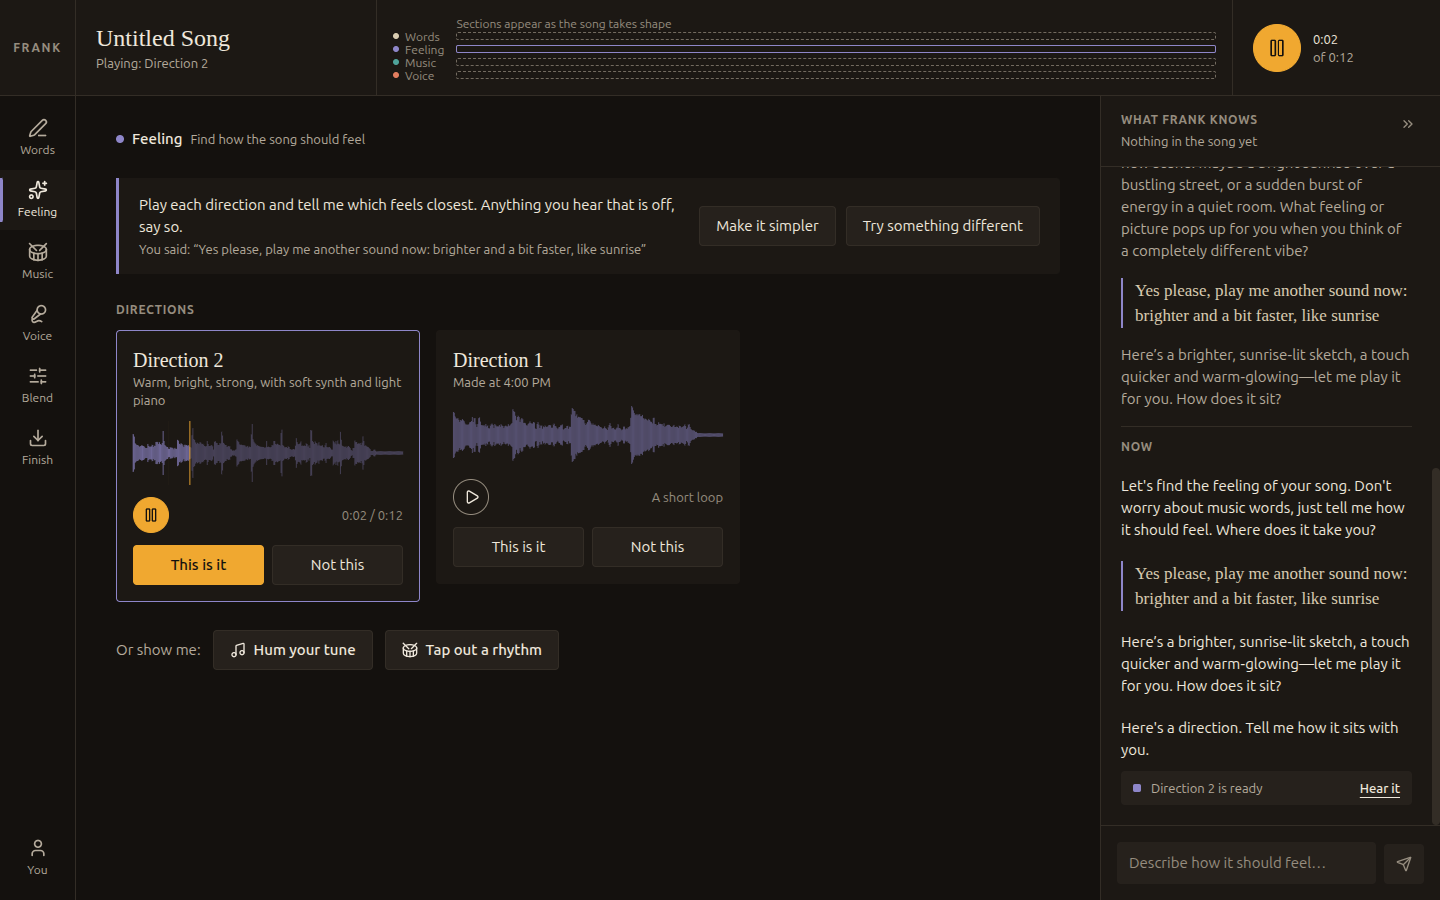 FRANK
Untitled Song
Playing: Direction 2
Sections appear as the song takes shape
Words
Feeling
Music
Voice
0:02
of 0:12
Words
Feeling
Music
Voice
Blend
Finish
You
Feeling Find how the song should feel
Play each direction and tell me which feels closest. Anything you hear that is off,
say so.
You said: “Yes please, play me another sound now: brighter and a bit faster, like sunrise”
Make it simpler
Try something different
DIRECTIONS
Direction 2
Warm, bright, strong, with soft synth and light
piano
0:02 / 0:12
This is it
Not this
Direction 1
Made at 4:00 PM
A short loop
This is it
Not this
Or show me:
Hum your tune
Tap out a rhythm
WHAT FRANK KNOWS
Nothing in the song yet
bustling street, or a sudden burst of
energy in a quiet room. What feeling or
picture pops up for you when you think of
a completely different vibe?
Yes please, play me another sound now:
brighter and a bit faster, like sunrise
Here’s a brighter, sunrise-lit sketch, a touch
quicker and warm-glowing—let me play it
for you. How does it sit?
NOW
Let's find the feeling of your song. Don't
worry about music words, just tell me how
it should feel. Where does it take you?
Yes please, play me another sound now:
brighter and a bit faster, like sunrise
Here’s a brighter, sunrise-lit sketch, a touch
quicker and warm-glowing—let me play it
for you. How does it sit?
Here's a direction. Tell me how it sits with
you.
Direction 2 is ready
Hear it
Describe how it should feel…